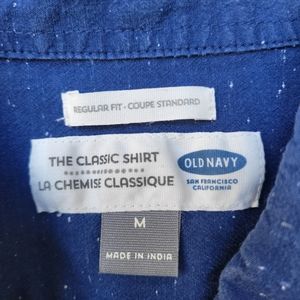 REGULAR FIT - COUPE STANDARD
THE CLASSIC SHIRT
LA CHEMISE CLASSIQUE
OLD NAVY
SAN FRANCISCO
CALIFORNIA
M
MADE IN INDIA